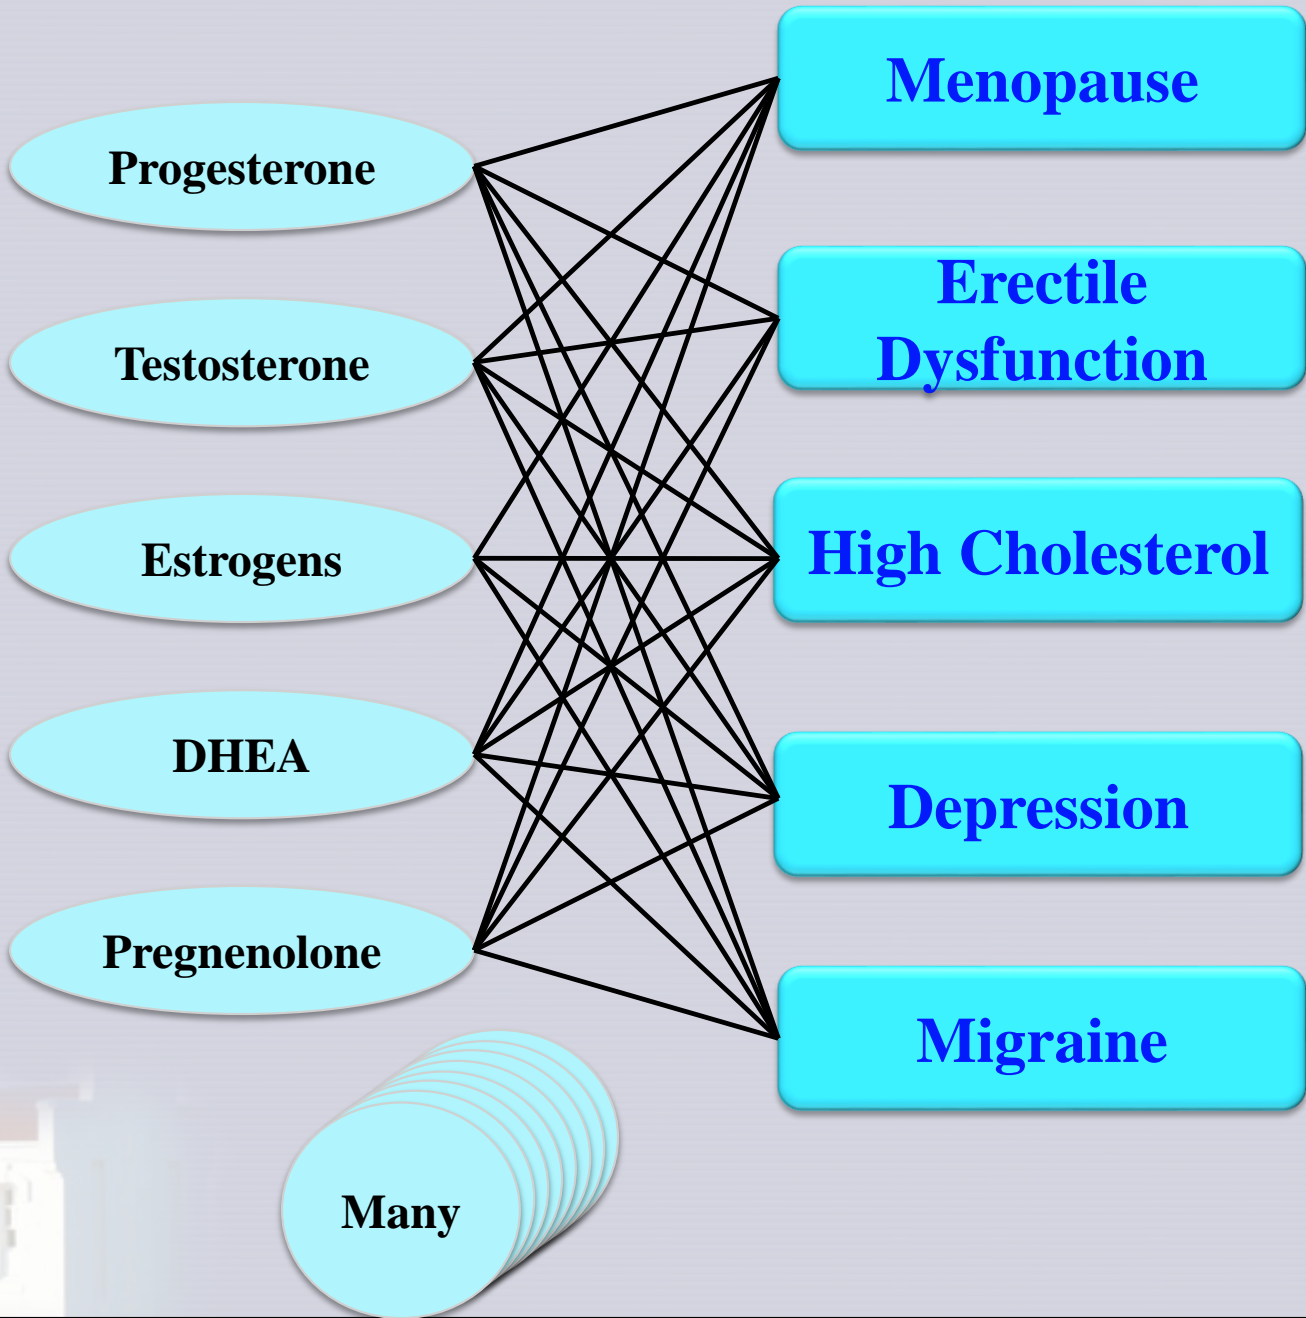 Progesterone
Testosterone
Estrogens
DHEA
Pregnenolone
Many
Menopause
Erectile
Dysfunction
High Cholesterol
Depression
Migraine